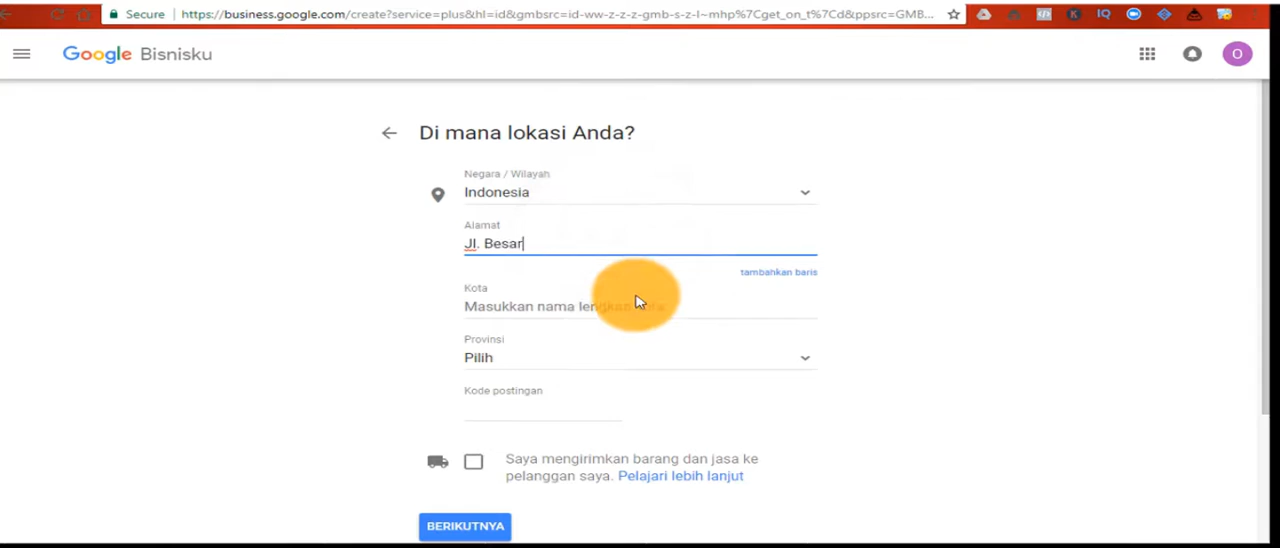 Secure https://business.google.com/create?service=plus&hl=id&gmbsrc=id-ww-z-z-z-gmb-s-z-l~mhp%7Cget_on_t%7Cd&ppsrc=GMB...
Google Bisnisku
O
Di mana lokasi Anda?
Negara / Wilayah
Indonesia
Alamat
Jl. Besar
tambahkan baris
Kota
Masukkan nama lengkap
Provinsi
Pilih
Kode postingan
Saya mengirimkan barang dan jasa ke
pelanggan saya. Pelajari lebih lanjut
BERIKUTNYA